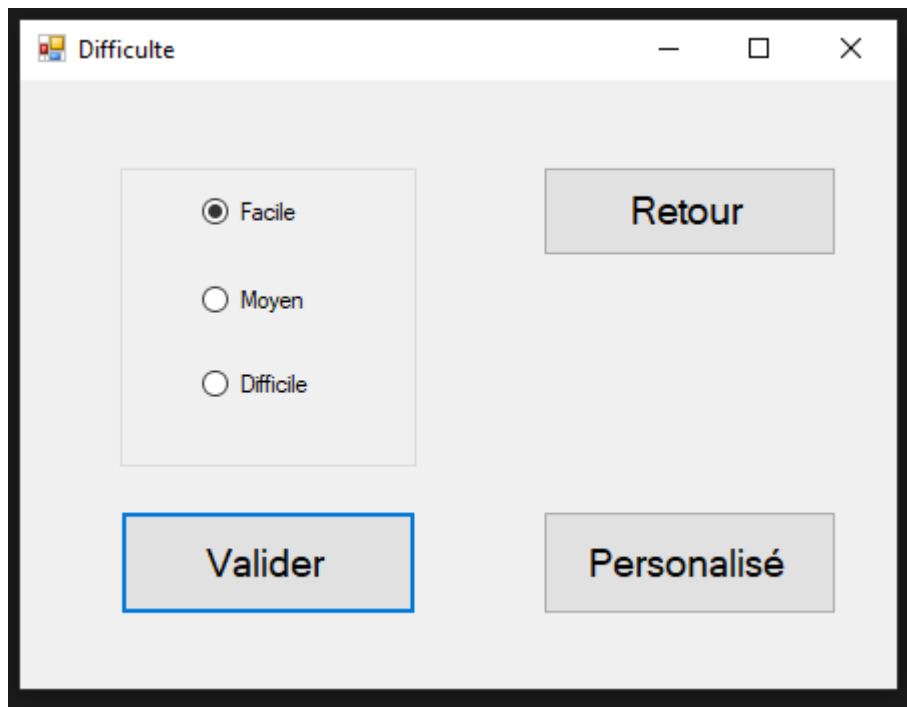 Difficulte
Facile
Retour
Moyen
Difficile
Valider
Personalisé